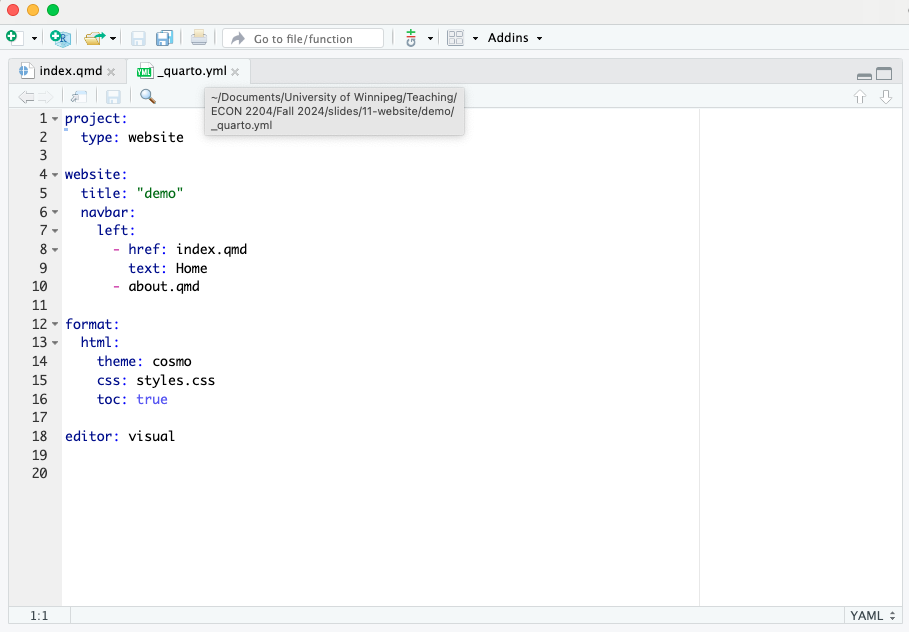 Go to file/function
Git
Addins
index.qmd
YML
_quarto.yml
~/Documents/University of Winnipeg/Teaching/
ECON 2204/Fall 2024/slides/11-website/demo/
_quarto.yml
1 project:
2   type: website
3
4 website:
5   title: "demo"
6   navbar:
7     left:
8       - href: index.qmd
9         text: Home
10       - about.qmd
11
12 format:
13   html:
14     theme: cosmo
15     css: styles.css
16     toc: true
17
18 editor: visual
19
20
1:1
YAML